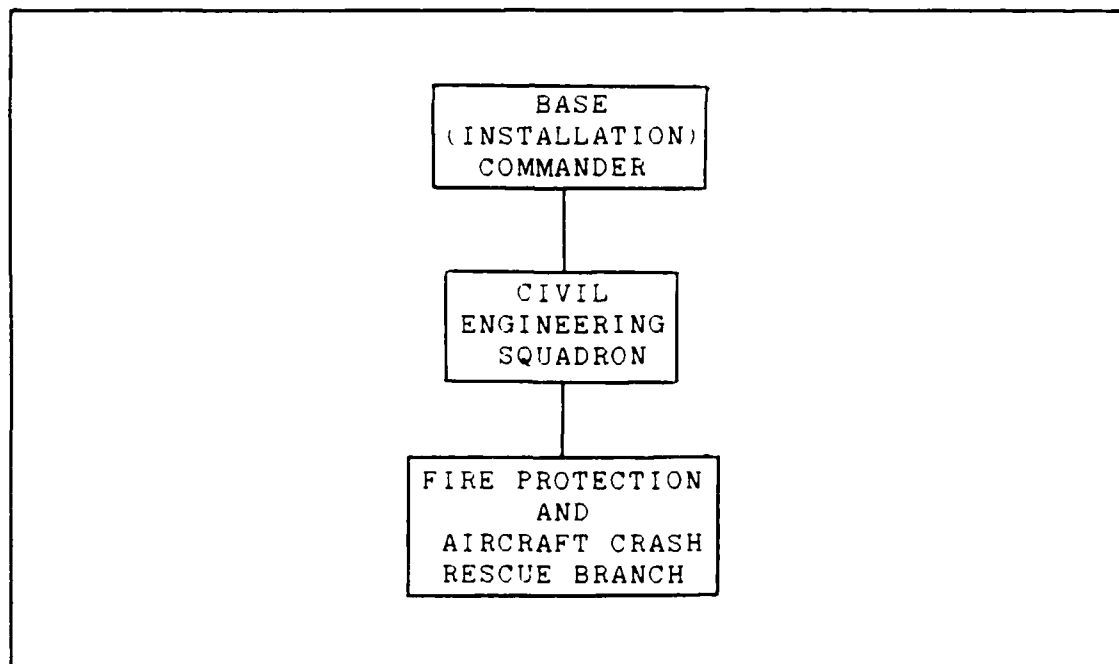 BASE
(INSTALLATION)
COMMANDER
CIVIL
ENGINEERING
SQUADRON
FIRE PROTECTION
AND
AIRCRAFT CRASH
RESCUE BRANCH